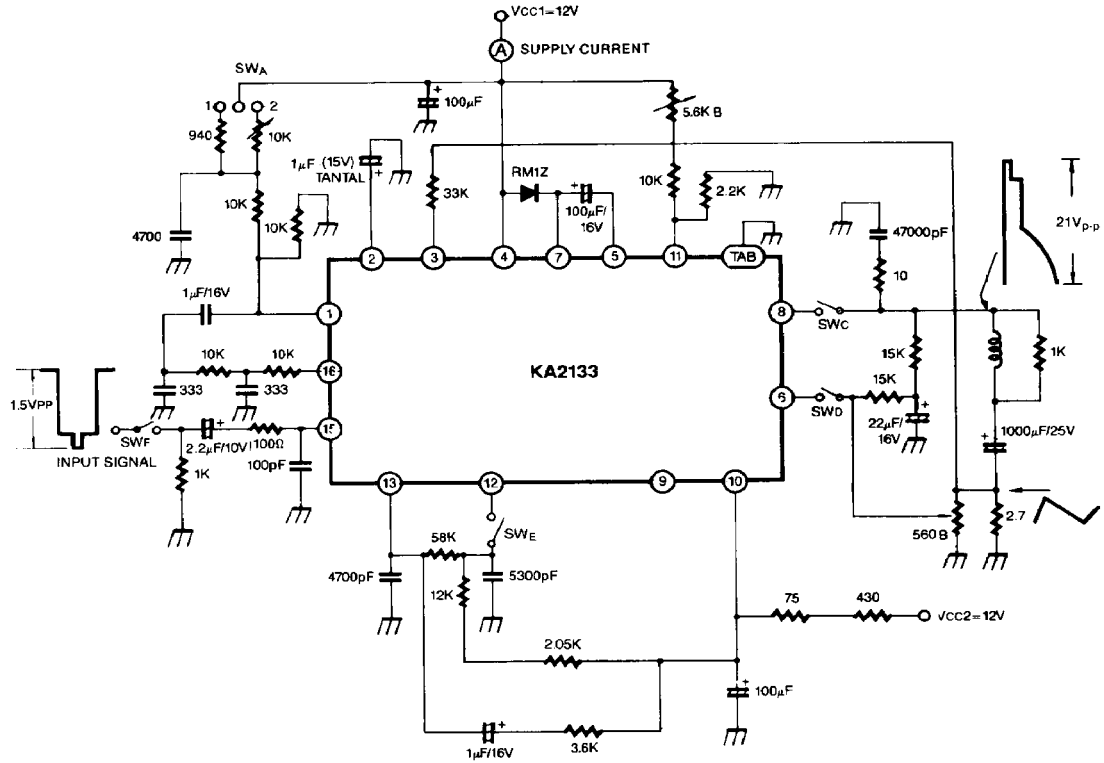 VCC1=12V
A SUPPLY CURRENT
SWA
1 2
940
10K
100μF
+
5.6K B
1μF (15V)
TANTAL
+
RM1Z
33K
+
100μF/
16V
10K
2.2K
10K
10K
4700
47000pF
10
21Vp-p
2
3
4
7
5
11
TAB
1μF/16V
1
8
SWC
KA2133
15K
1K
10K
10K
16
333
333
6
SWD
15K
+
22μF/
16V
1.5VPP
SWF
INPUT SIGNAL
+
2.2μF/10V
100Ω
15
1K
100pF
+
1000μF/25V
13
12
9
10
560B
2.7
SWE
58K
4700pF
5300pF
12K
75
430
VCC2=12V
2.05K
+
100μF
+
1μF/16V
3.6K